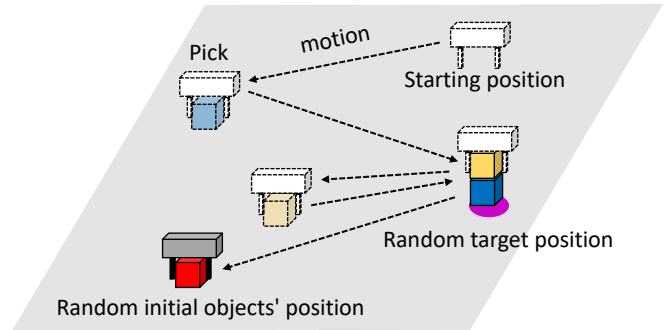 motion
Pick
Starting position
Random target position
Random initial objects' position